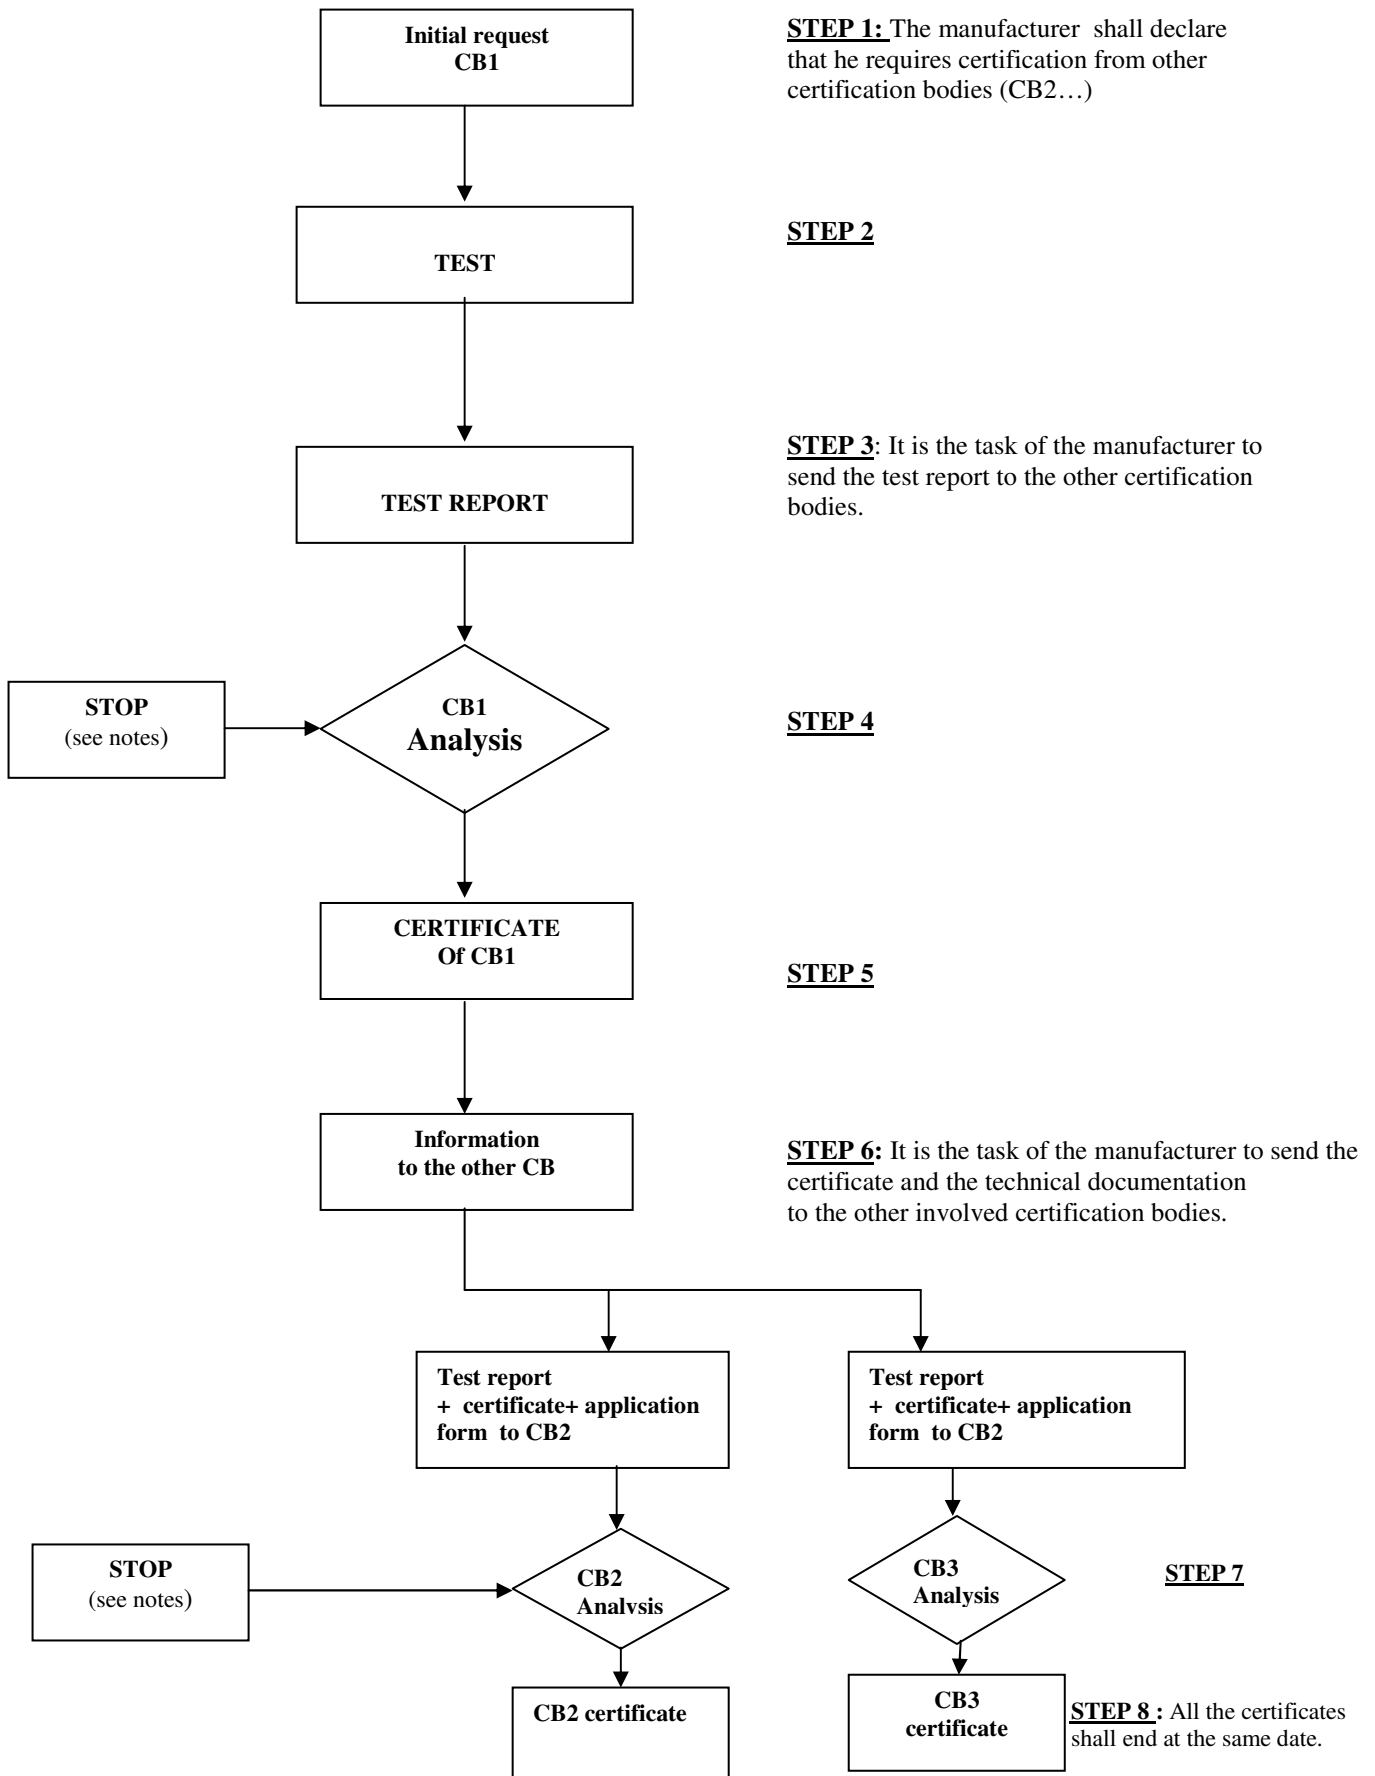 Initial request
CB1
STEP 1: The manufacturer shall declare
that he requires certification from other
certification bodies (CB2…)
TEST
STEP 2
TEST REPORT
STEP 3: It is the task of the manufacturer to
send the test report to the other certification
bodies.
STOP
(see notes)
CB1
Analysis
STEP 4
CERTIFICATE
Of CB1
STEP 5
Information
to the other CB
STEP 6: It is the task of the manufacturer to send the
certificate and the technical documentation
to the other involved certification bodies.
Test report
+ certificate+ application
form to CB2
Test report
+ certificate+ application
form to CB2
STOP
(see notes)
CB2
Analysis
CB3
Analysis
STEP 7
CB2 certificate
CB3
certificate
STEP 8 : All the certificates
shall end at the same date.